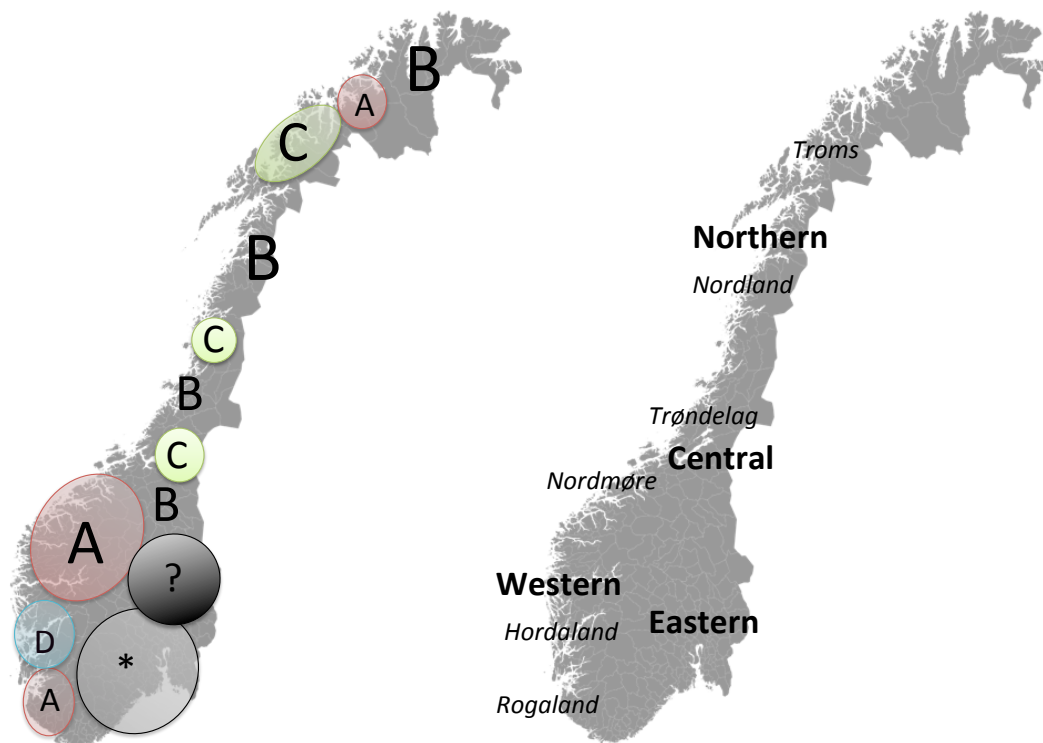 B
A
C
B
C
B
C
B
A
?
D
*
A
Troms
Northern
Nordland
Trøndelag
Central
Nordmøre
Western
Eastern
Hordaland
Rogaland